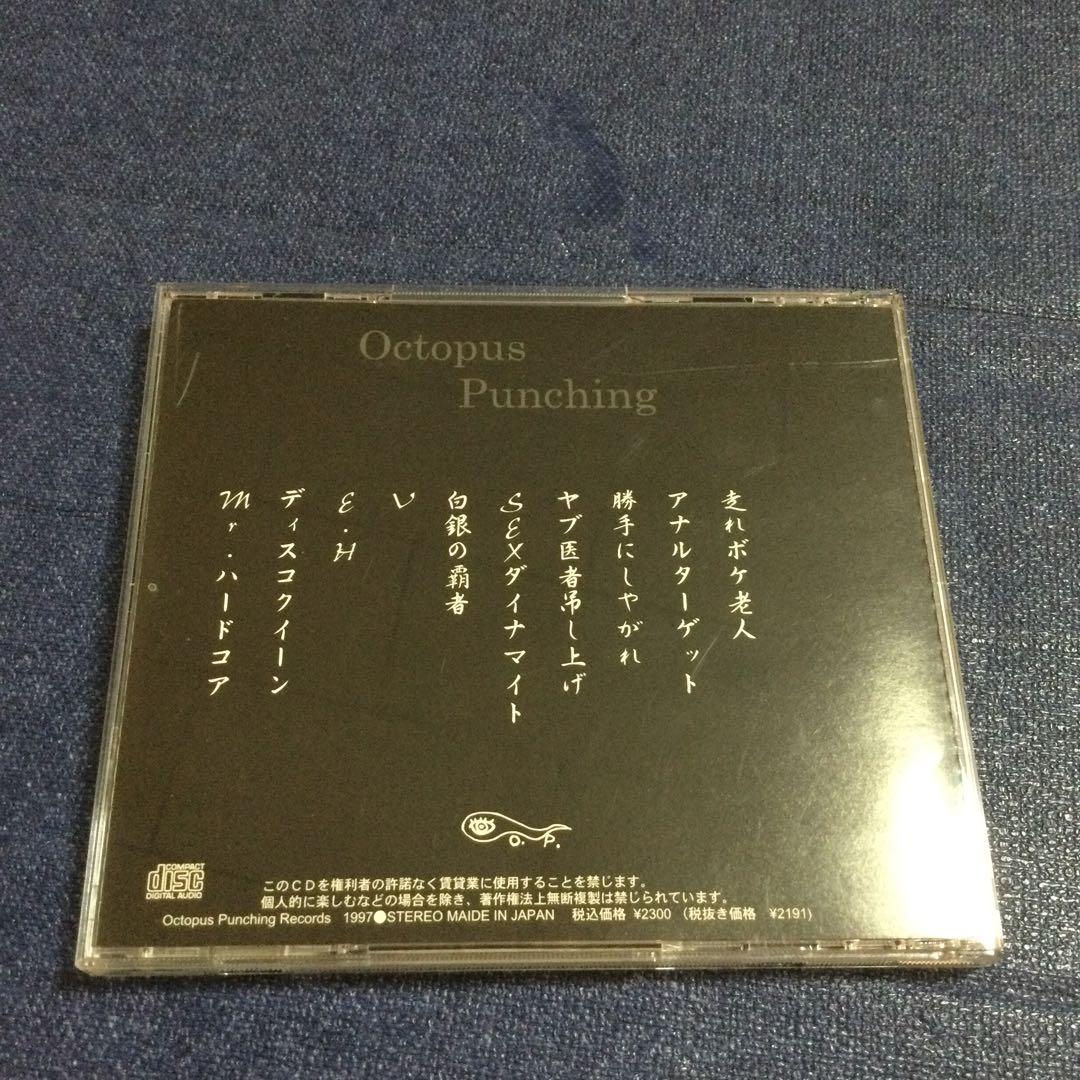 Octopus
Punching
走れボケ老人
アナルターゲット
勝手にしやがれ
ヤブ医者吊し上げ
SEXダイナマイト
白銀の覇者
V
E・H
ディスコクイーン
Mr.ハードコア
O. P.
COMPACT
disc
DIGITAL AUDIO
このCDを権利者の許諾なく賃貸業に使用することを禁じます。
個人的に楽しむなどの場合を除き、著作権法上無断複製は禁じられています。
Octopus Punching Records 1997●STEREO MAIDE IN JAPAN 税込価格 ¥2300 (税抜き価格 ¥2191)